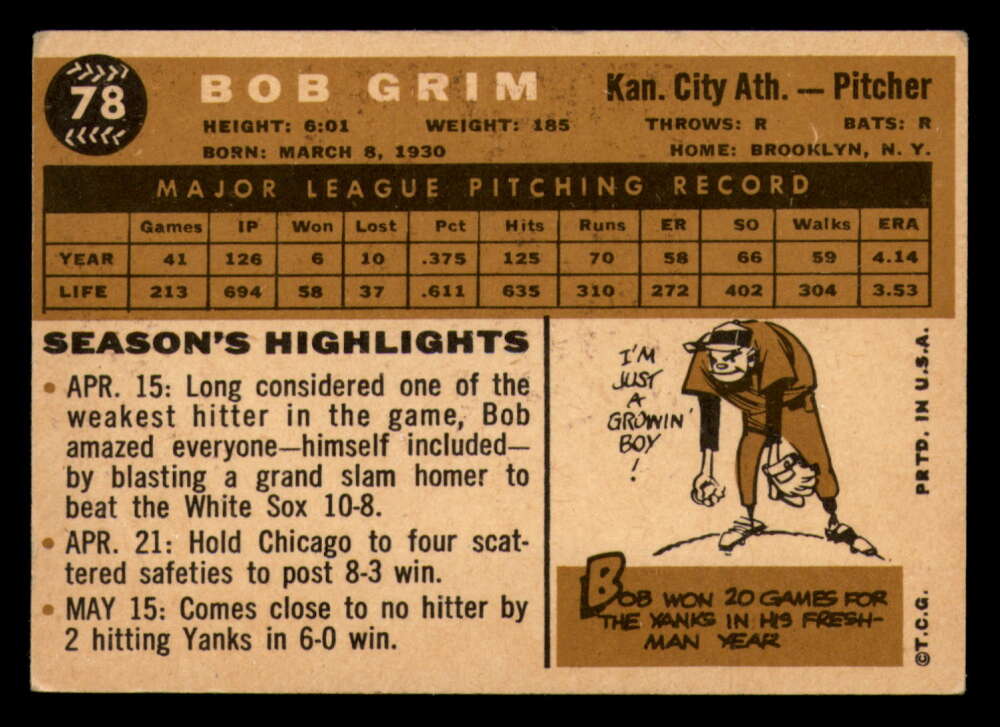 78
BOB GRIM
Kan. City Ath. — Pitcher
HEIGHT: 6:01 WEIGHT: 185 THROWS: R BATS: R
BORN: MARCH 8, 1930 HOME: BROOKLYN, N. Y.
MAJOR LEAGUE PITCHING RECORD
Games IP Won Lost Pct Hits Runs ER SO Walks ERA
YEAR 41 126 6 10 .375 125 70 58 66 59 4.14
LIFE 213 694 58 37 .611 635 310 272 402 304 3.53
SEASON'S HIGHLIGHTS
• APR. 15: Long considered one of the
weakest hitter in the game, Bob
amazed everyone—himself included—
by blasting a grand slam homer to
beat the White Sox 10-8.
• APR. 21: Hold Chicago to four scat-
tered safeties to post 8-3 win.
• MAY 15: Comes close to no hitter by
2 hitting Yanks in 6-0 win.
I'M
JUST
A
GROWIN'
BOY
!
BOB WON 20 GAMES FOR
THE YANKS IN HIS FRESH-
MAN YEAR
PRTD. IN U.S.A.
©T.C.G.